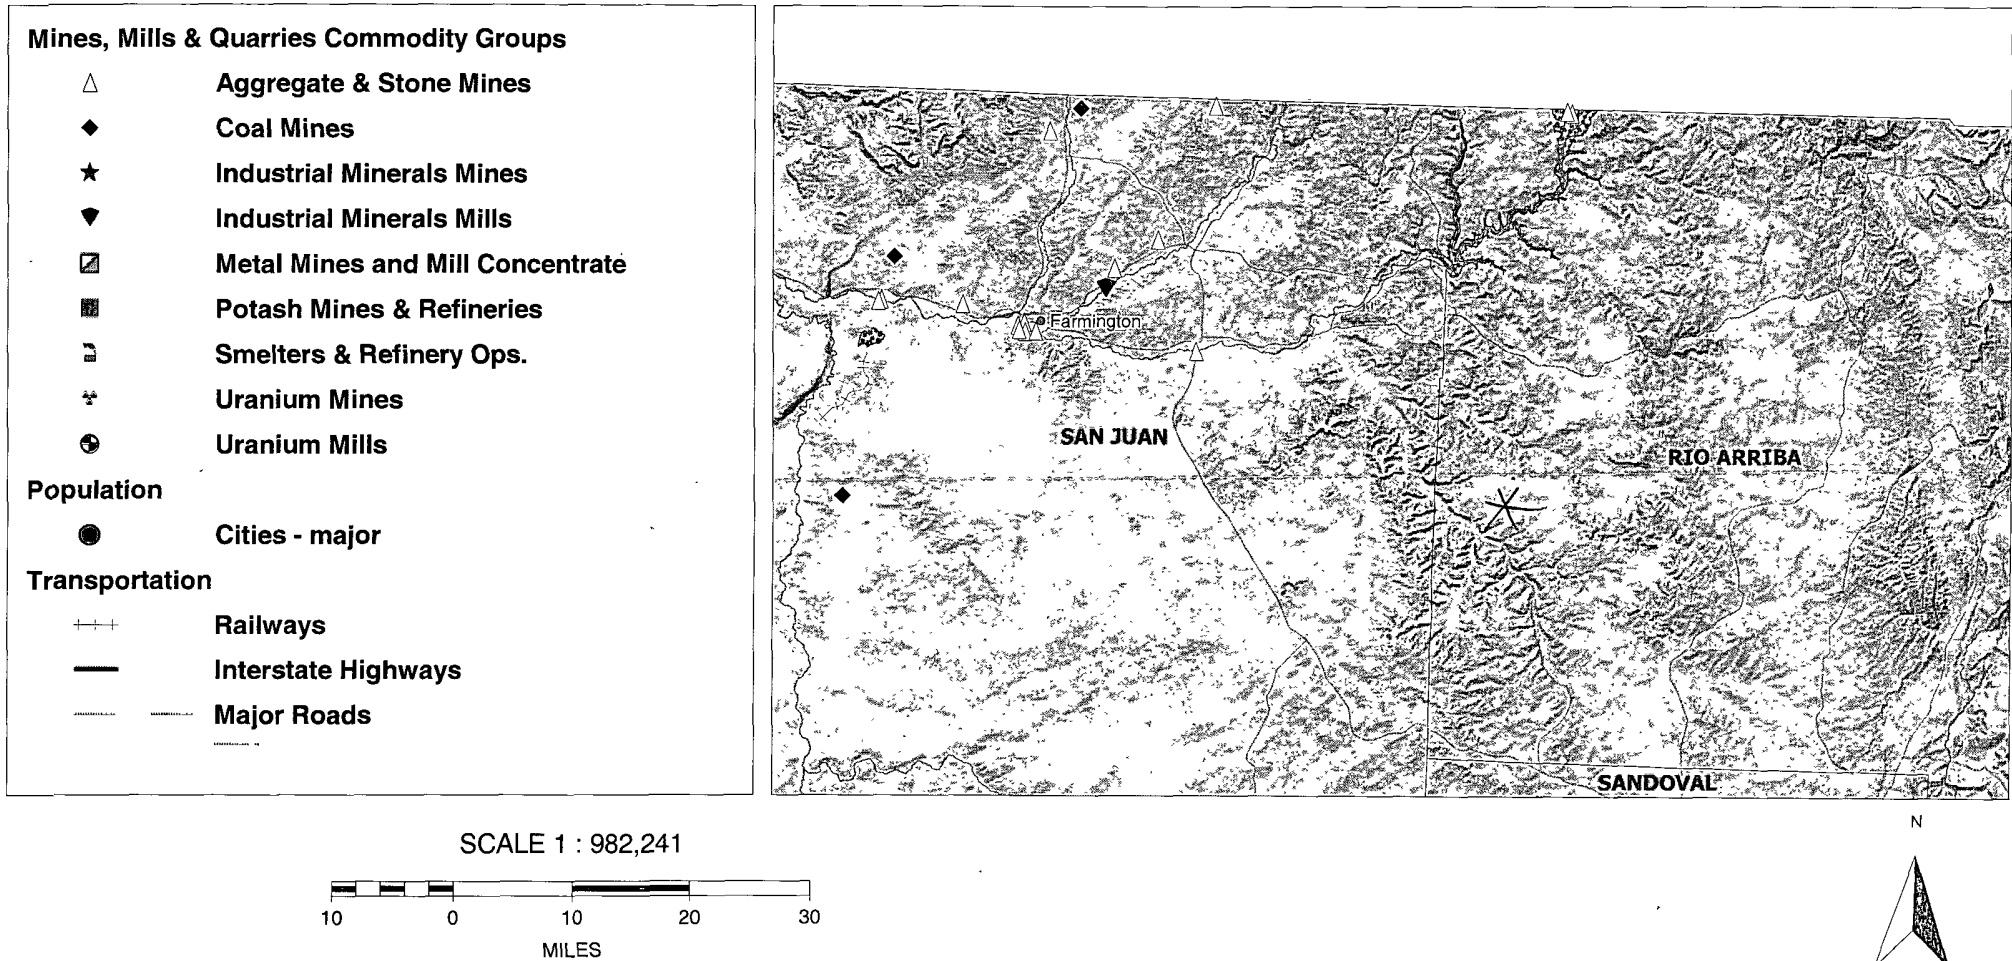 Mines, Mills & Quarries Commodity Groups
Aggregate & Stone Mines
Coal Mines
Industrial Minerals Mines
Industrial Minerals Mills
Metal Mines and Mill Concentrate
Potash Mines & Refineries
Smelters & Refinery Ops.
Uranium Mines
Uranium Mills
Population
Cities - major
Transportation
Railways
Interstate Highways
Major Roads
Farmington
SAN JUAN
RIO ARRIBA
SANDOVAL
SCALE 1 : 982,241
10 0 10 20 30
MILES
N